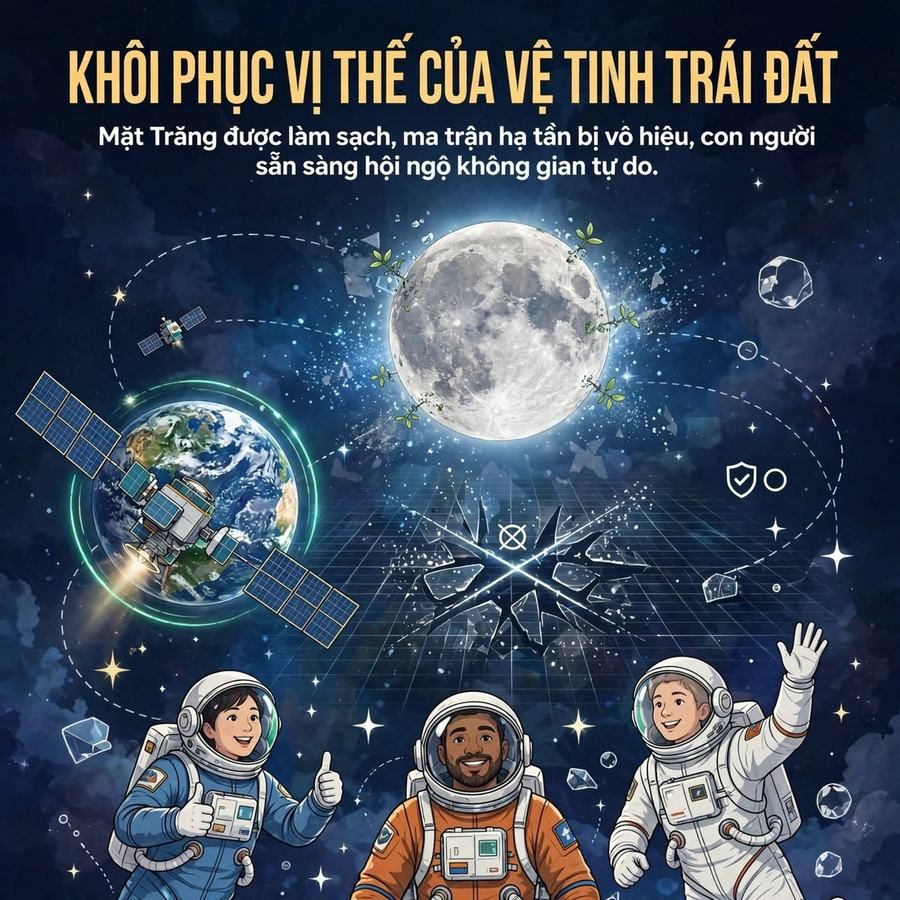 KHÔI PHỤC VỊ THẾ CỦA VỆ TINH TRÁI ĐẤT
Mặt Trăng được làm sạch, ma trận hạ tần bị vô hiệu, con người
sẵn sàng hội ngộ không gian tự do.